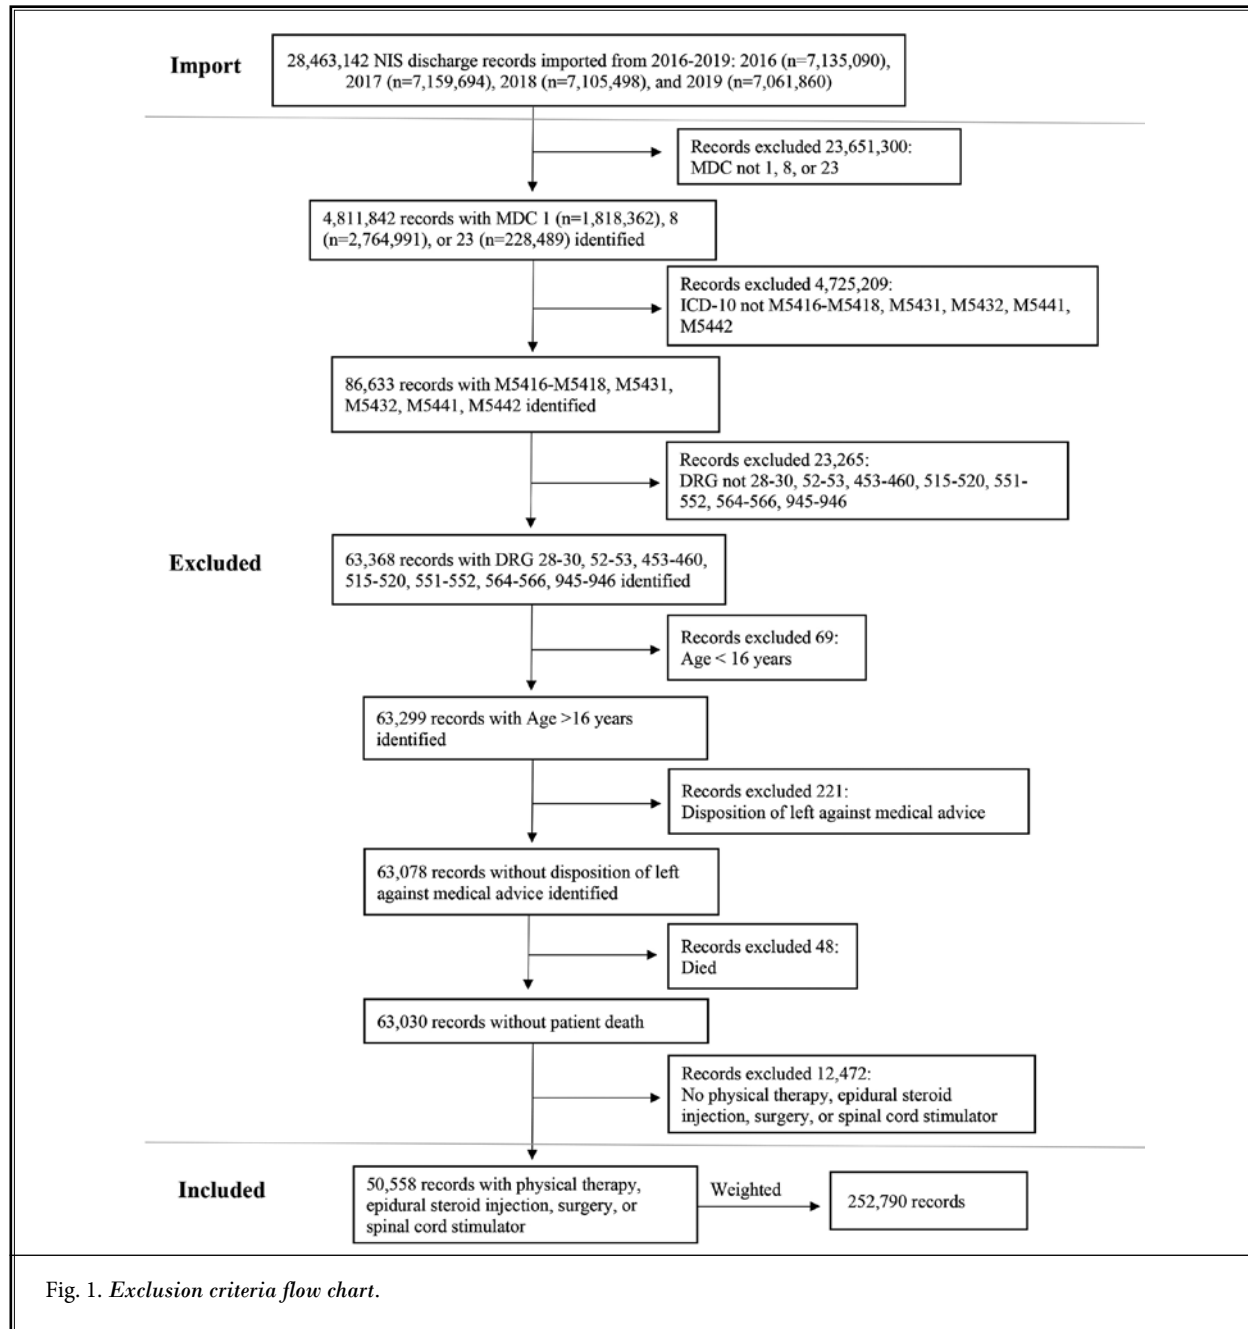 Import
28,463,142 NIS discharge records imported from 2016-2019: 2016 (n=7,135,090),
2017 (n=7,159,694), 2018 (n=7,105,498), and 2019 (n=7,061,860)
Records excluded 23,651,300:
MDC not 1, 8, or 23
4,811,842 records with MDC 1 (n=1,818,362), 8
(n=2,764,991), or 23 (n=228,489) identified
Records excluded 4,725,209:
ICD-10 not M5416-M5418, M5431, M5432, M5441,
M5442
86,633 records with M5416-M5418, M5431,
M5432, M5441, M5442 identified
Records excluded 23,265:
DRG not 28-30, 52-53, 453-460, 515-520, 551-
552, 564-566, 945-946
Excluded
63,368 records with DRG 28-30, 52-53, 453-460,
515-520, 551-552, 564-566, 945-946 identified
Records excluded 69:
Age < 16 years
63,299 records with Age >16 years
identified
Records excluded 221:
Disposition of left against medical advice
63,078 records without disposition of left
against medical advice identified
Records excluded 48:
Died
63,030 records without patient death
Records excluded 12,472:
No physical therapy, epidural steroid
injection, surgery, or spinal cord stimulator
Included
50,558 records with physical therapy,
epidural steroid injection, surgery, or
spinal cord stimulator
Weighted
252,790 records
Fig. 1. Exclusion criteria flow chart.